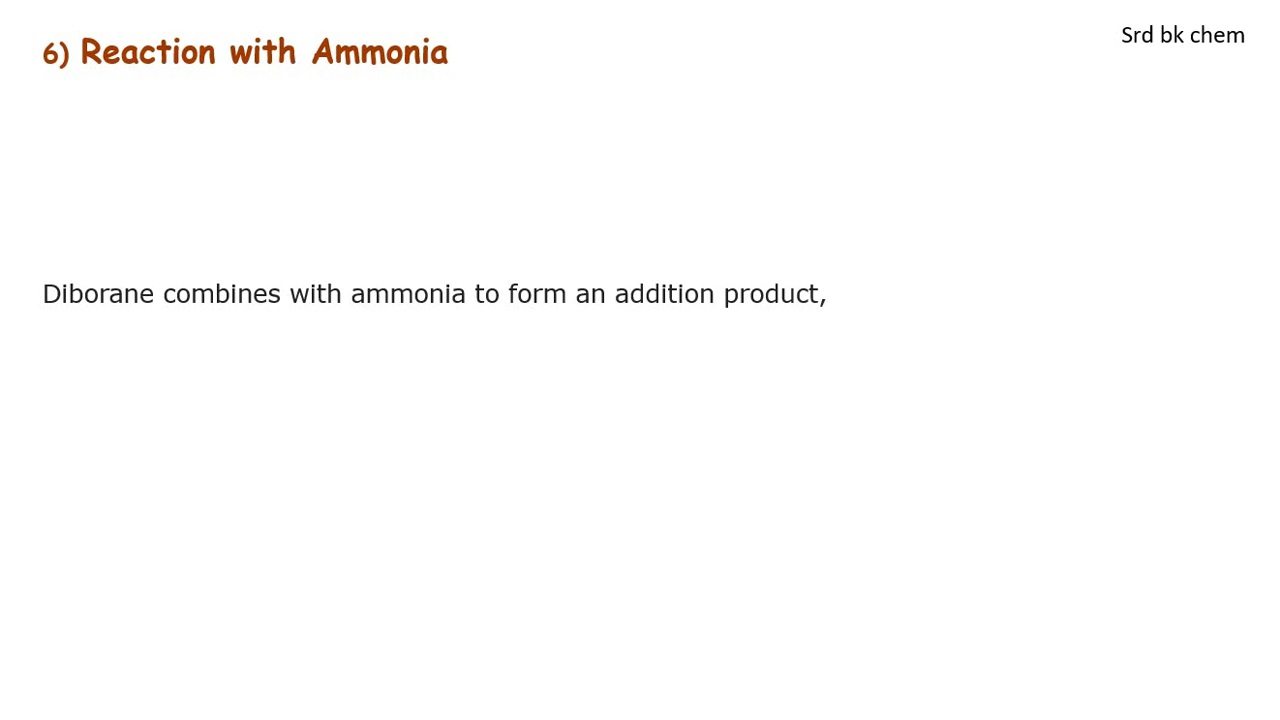 Srd bk chem
6) Reaction with Ammonia
Diborane combines with ammonia to form an addition product,